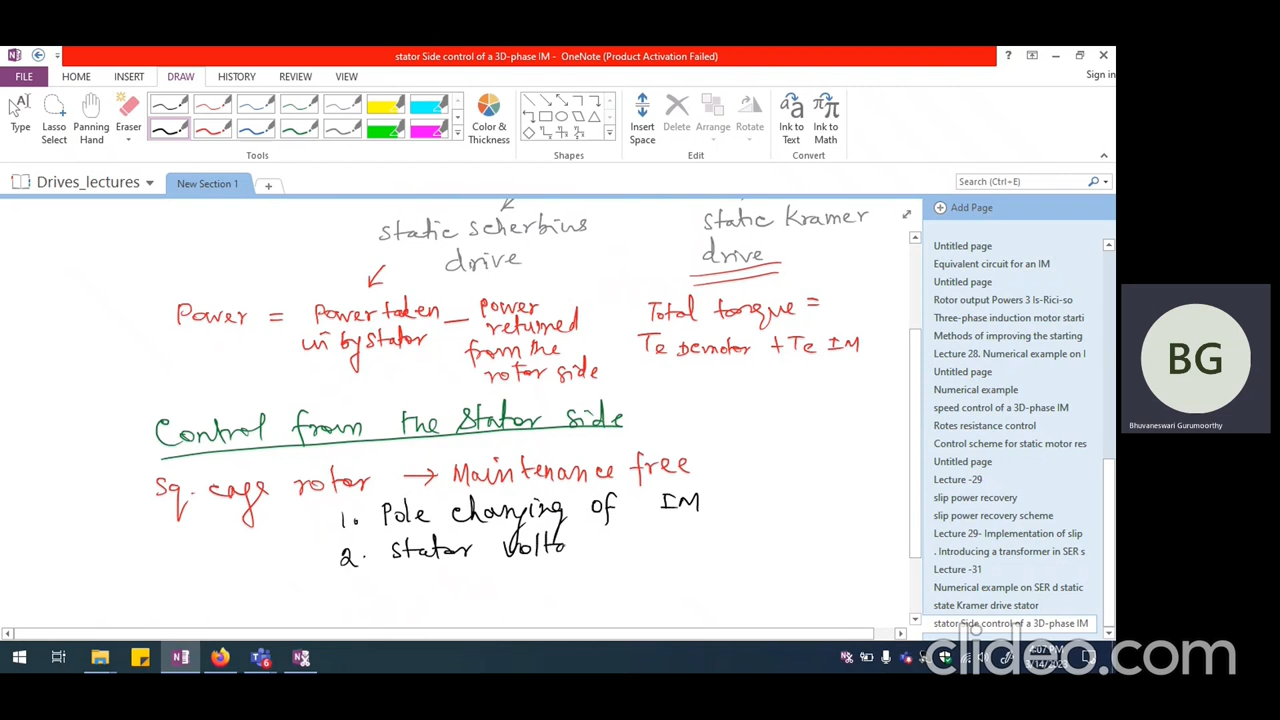 stator Side control of a 3D-phase IM - OneNote (Product Activation Failed)
FILE HOME INSERT DRAW HISTORY REVIEW VIEW
Sign in
Type
Lasso Select
Panning Hand
Eraser
Color & Thickness
Insert Space
Delete
Arrange
Rotate
Ink to Text
Ink to Math
Tools Shapes Edit Convert
Drives_lectures New Section 1
Search (Ctrl+E)
static scherbius drive
static Kramer drive
Power = Power taken in by stator — power returned from the rotor side
Total torque =
Te DCmotor + Te IM
Control from the stator side
Sq. cage rotor → Maintenance free
1. Pole changing of IM
2. Stator Volta
Add Page
Untitled page
Equivalent circuit for an IM
Untitled page
Rotor output Powers 3 Is-Rici-so
Three-phase induction motor starti
Methods of improving the starting
Lecture 28. Numerical example on I
Untitled page
Numerical example
speed control of a 3D-phase IM
Rotes resistance control
Control scheme for static motor res
Untitled page
Lecture -29
slip power recovery
slip power recovery scheme
Lecture 29- Implementation of slip
. Introducing a transformer in SER s
Lecture -31
Numerical example on SER d static
state Kramer drive stator
stator Side control of a 3D-phase IM
BG
Bhuvaneswari Gurumoorthy
4:07 PM
3/14/2023
clideo.com